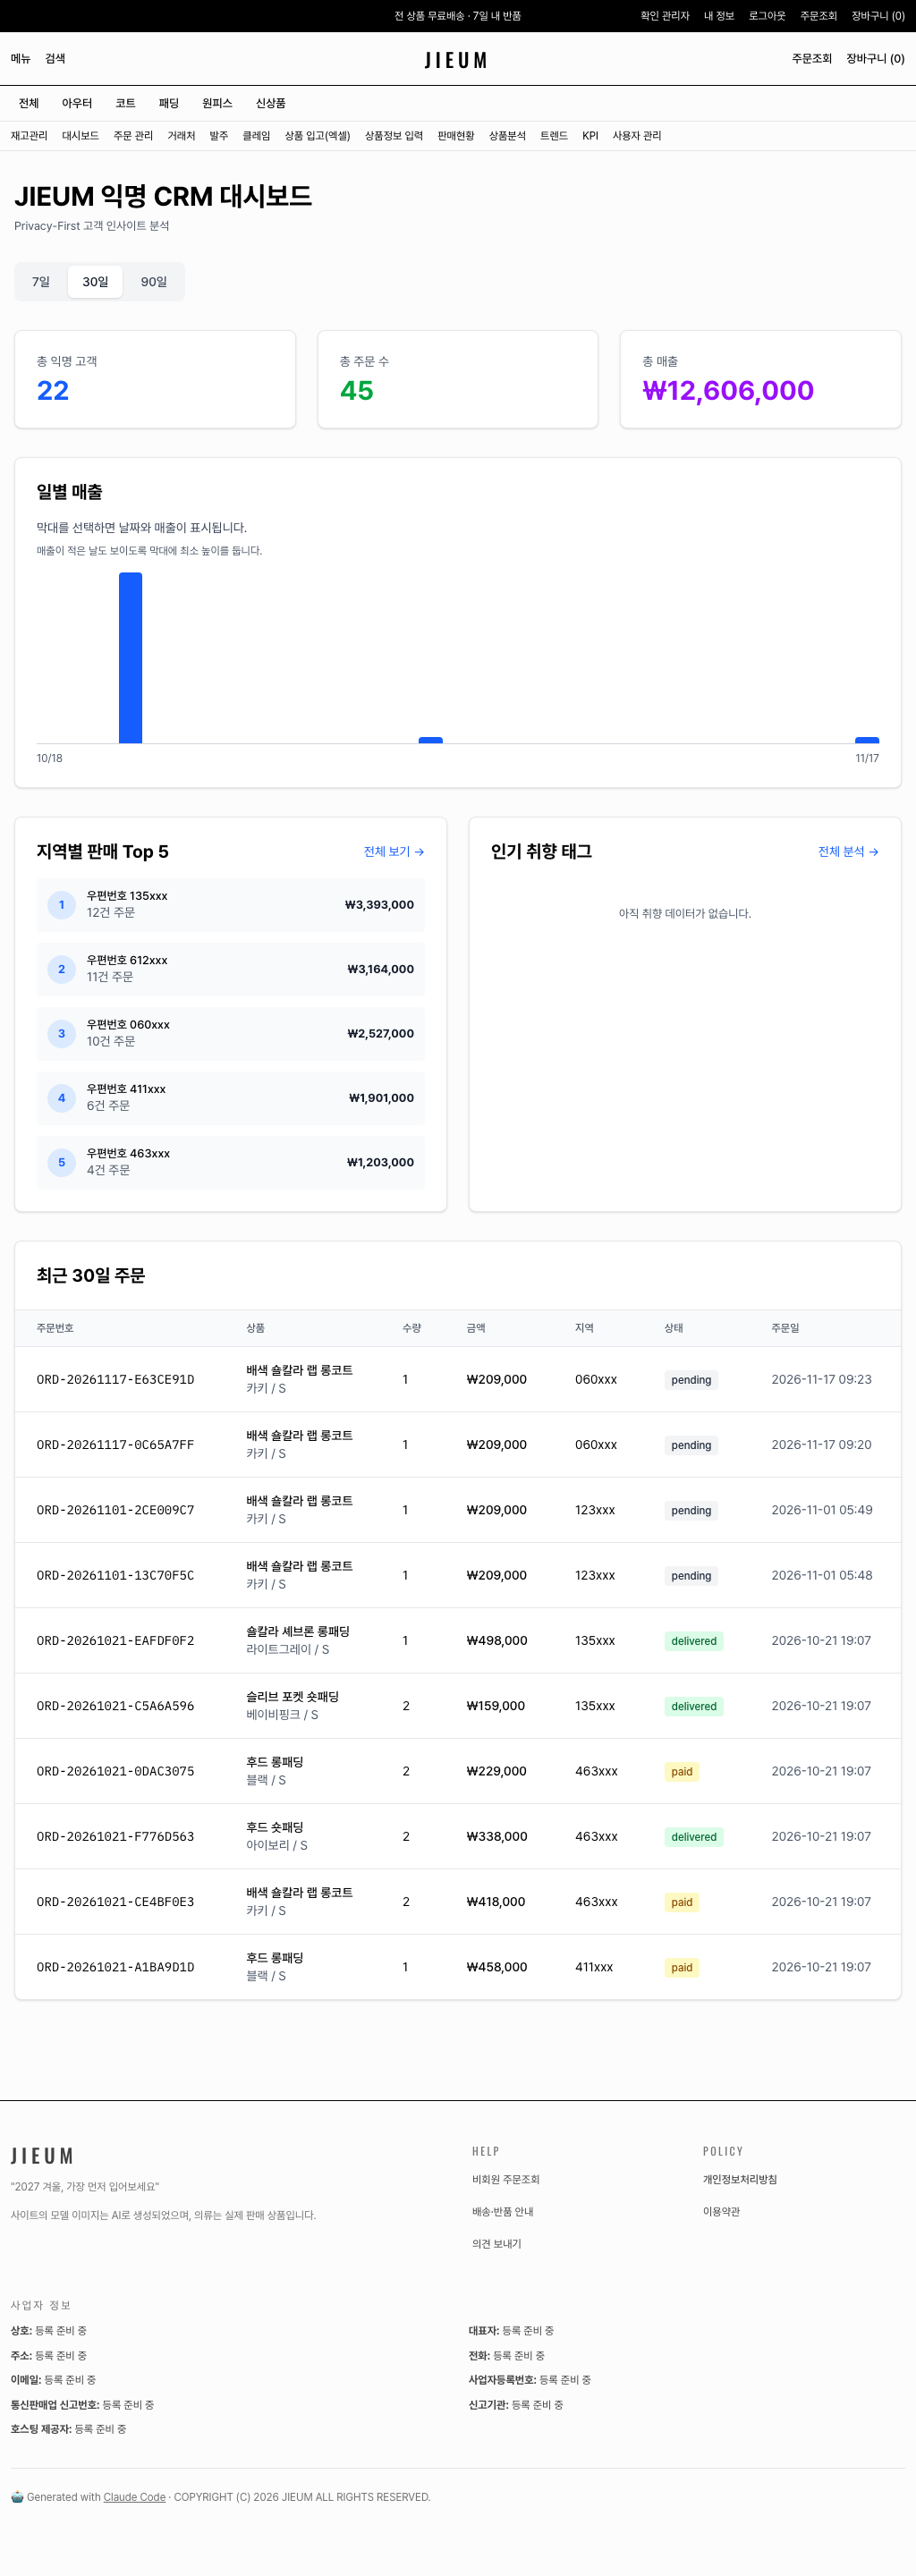 전 상품 무료배송 · 7일 내 반품
확인 관리자 내 정보 로그아웃 주문조회 장바구니 (0)
메뉴 검색
JIEUM
주문조회 장바구니 (0)
전체 아우터 코트 패딩 원피스 신상품
재고관리 대시보드 주문 관리 거래처 발주 클레임 상품 입고(엑셀) 상품정보 입력 판매현황 상품분석 트렌드 KPI 사용자 관리
JIEUM 익명 CRM 대시보드
Privacy-First 고객 인사이트 분석
7일 30일 90일
총 익명 고객
22
총 주문 수
45
총 매출
₩12,606,000
일별 매출
막대를 선택하면 날짜와 매출이 표시됩니다.
매출이 적은 날도 보이도록 막대에 최소 높이를 둡니다.
10/18 11/17
지역별 판매 Top 5 전체 보기 →
1 우편번호 135xxx
12건 주문
₩3,393,000
2 우편번호 612xxx
11건 주문
₩3,164,000
3 우편번호 060xxx
10건 주문
₩2,527,000
4 우편번호 411xxx
6건 주문
₩1,901,000
5 우편번호 463xxx
4건 주문
₩1,203,000
인기 취향 태그 전체 분석 →
아직 취향 데이터가 없습니다.
최근 30일 주문
주문번호 상품 수량 금액 지역 상태 주문일
ORD-20261117-E63CE91D 배색 숄칼라 랩 롱코트 1 ₩209,000 060xxx pending 2026-11-17 09:23
카키 / S
ORD-20261117-0C65A7FF 배색 숄칼라 랩 롱코트 1 ₩209,000 060xxx pending 2026-11-17 09:20
카키 / S
ORD-20261101-2CE009C7 배색 숄칼라 랩 롱코트 1 ₩209,000 123xxx pending 2026-11-01 05:49
카키 / S
ORD-20261101-13C70F5C 배색 숄칼라 랩 롱코트 1 ₩209,000 123xxx pending 2026-11-01 05:48
카키 / S
ORD-20261021-EAFDF0F2 숄칼라 셰브론 롱패딩 1 ₩498,000 135xxx delivered 2026-10-21 19:07
라이트그레이 / S
ORD-20261021-C5A6A596 슬리브 포켓 숏패딩 2 ₩159,000 135xxx delivered 2026-10-21 19:07
베이비핑크 / S
ORD-20261021-0DAC3075 후드 롱패딩 2 ₩229,000 463xxx paid 2026-10-21 19:07
블랙 / S
ORD-20261021-F776D563 후드 숏패딩 2 ₩338,000 463xxx delivered 2026-10-21 19:07
아이보리 / S
ORD-20261021-CE4BF0E3 배색 숄칼라 랩 롱코트 2 ₩418,000 463xxx paid 2026-10-21 19:07
카키 / S
ORD-20261021-A1BA9D1D 후드 롱패딩 1 ₩458,000 411xxx paid 2026-10-21 19:07
블랙 / S
JIEUM
"2027 겨울, 가장 먼저 입어보세요"
사이트의 모델 이미지는 AI로 생성되었으며, 의류는 실제 판매 상품입니다.
HELP
비회원 주문조회
배송·반품 안내
의견 보내기
POLICY
개인정보처리방침
이용약관
사업자 정보
상호: 등록 준비 중
대표자: 등록 준비 중
주소: 등록 준비 중
전화: 등록 준비 중
이메일: 등록 준비 중
사업자등록번호: 등록 준비 중
통신판매업 신고번호: 등록 준비 중
신고기관: 등록 준비 중
호스팅 제공자: 등록 준비 중
🤖 Generated with Claude Code · COPYRIGHT (C) 2026 JIEUM ALL RIGHTS RESERVED.